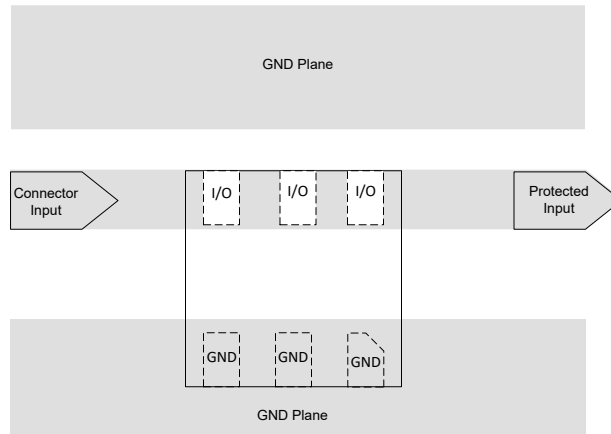 GND Plane
Connector
Input
I/O
I/O
I/O
Protected
Input
GND
GND
GND
GND Plane